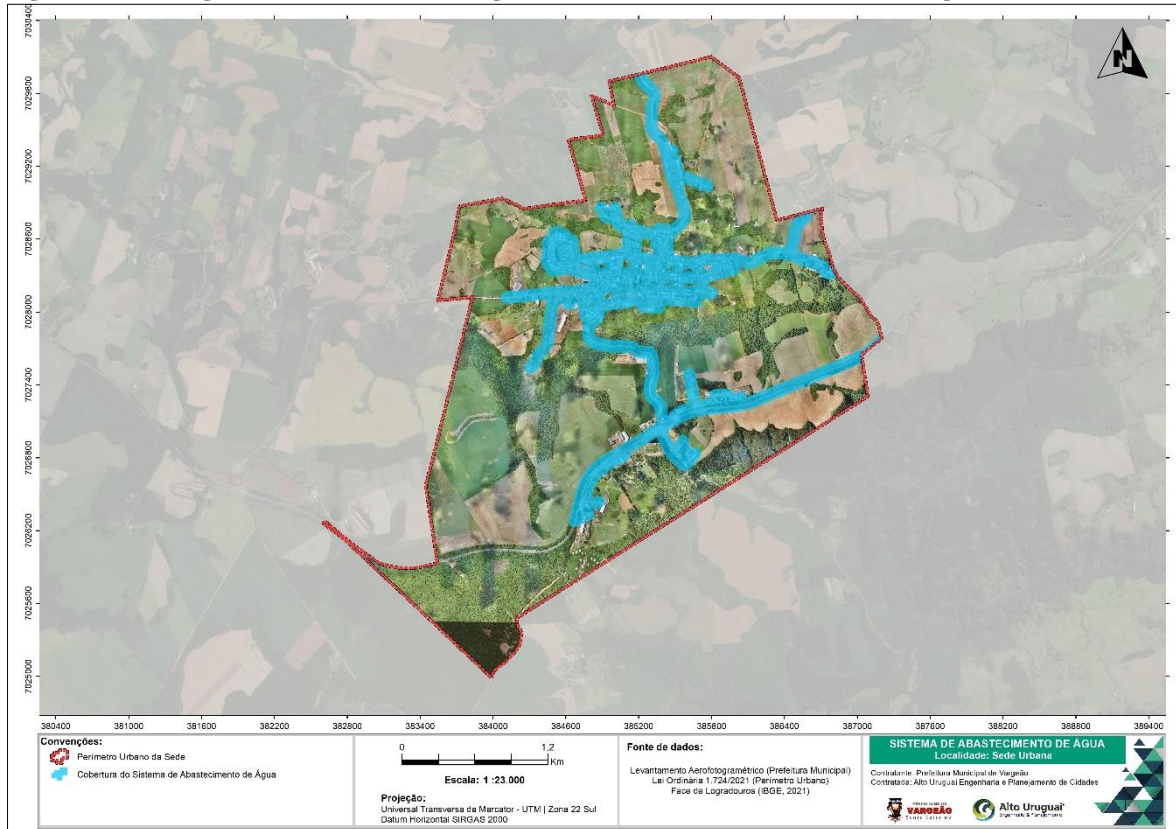 N
7030400
7029800
7029200
7028600
7028000
7027400
7026800
7026200
7025600
7025000
380400 381000 381600 382200 382800 383400 384000 384600 385200 385800 386400 387000 387600 388200 388800 389400
Convenções:
Perímetro Urbano da Sede
Cobertura do Sistema de Abastecimento de Água
0 1,2
Km
Escala: 1 :23.000
Projeção:
Universal Transversa de Mercator - UTM | Zona 22 Sul
Datum Horizontal SIRGAS 2000
Fonte de dados:
Levantamento Aerofotogramétrico (Prefeitura Municipal)
Lei Ordinária 1.724/2021 (Perímetro Urbano)
Face de Logradouros (IBGE, 2021)
SISTEMA DE ABASTECIMENTO DE ÁGUA
Localidade: Sede Urbana
Contratante: Prefeitura Municipal de Vargeão
Contratada: Alto Uruguai Engenharia e Planejamento de Cidades
VARGEÃO
Santa Catarina
Alto Uruguai
Engenharia & Planejamento